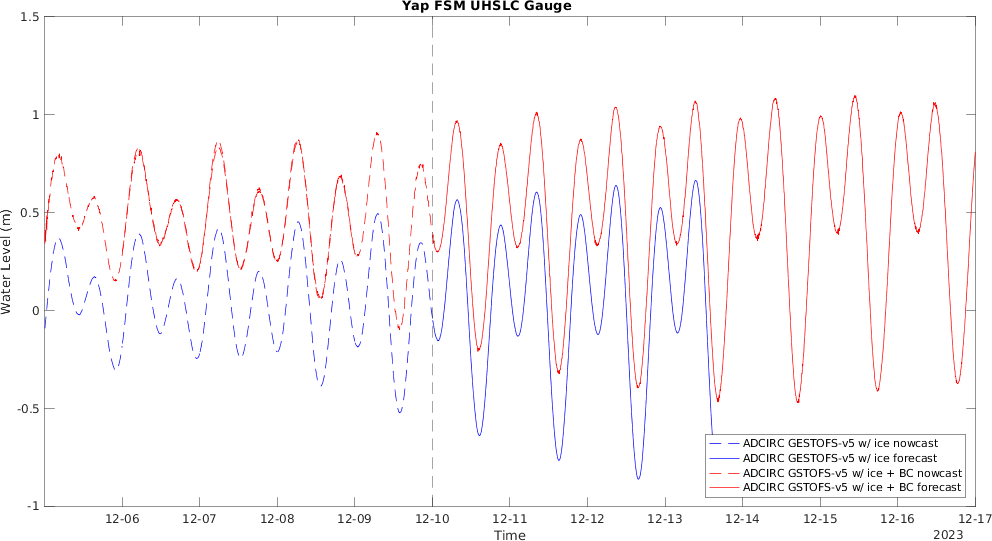 Yap FSM UHSLC Gauge
1.5
1
0.5
0
-0.5
-1
Water Level (m)
ADCIRC GESTOFS-v5 w/ ice nowcast
ADCIRC GESTOFS-v5 w/ ice forecast
ADCIRC GSTOFS-v5 w/ ice + BC nowcast
ADCIRC GSTOFS-v5 w/ ice + BC forecast
12-06 12-07 12-08 12-09 12-10 12-11 12-12 12-13 12-14 12-15 12-16 12-17
Time
2023